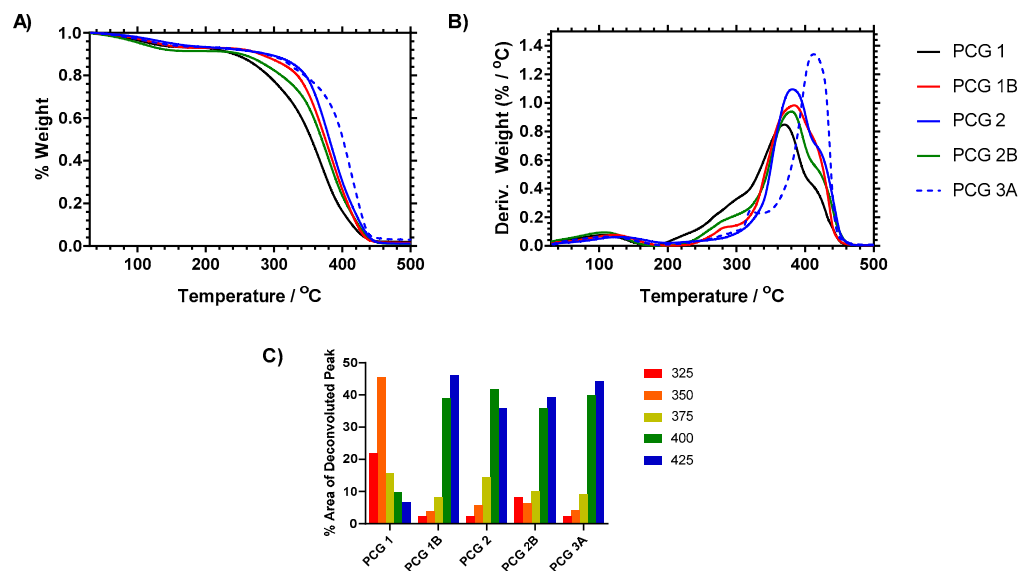 A)
% Weight
1.0
0.8
0.6
0.4
0.2
0.0
100 200 300 400 500
Temperature / °C
B)
Deriv. Weight (% / °C)
1.4
1.2
1.0
0.8
0.6
0.4
0.2
0.0
100 200 300 400 500
Temperature / °C
PCG 1
PCG 1B
PCG 2
PCG 2B
PCG 3A
C)
% Area of Deconvoluted Peak
50
40
30
20
10
0
PCG 1 PCG 1B PCG 2 PCG 2B PCG 3A
325
350
375
400
425